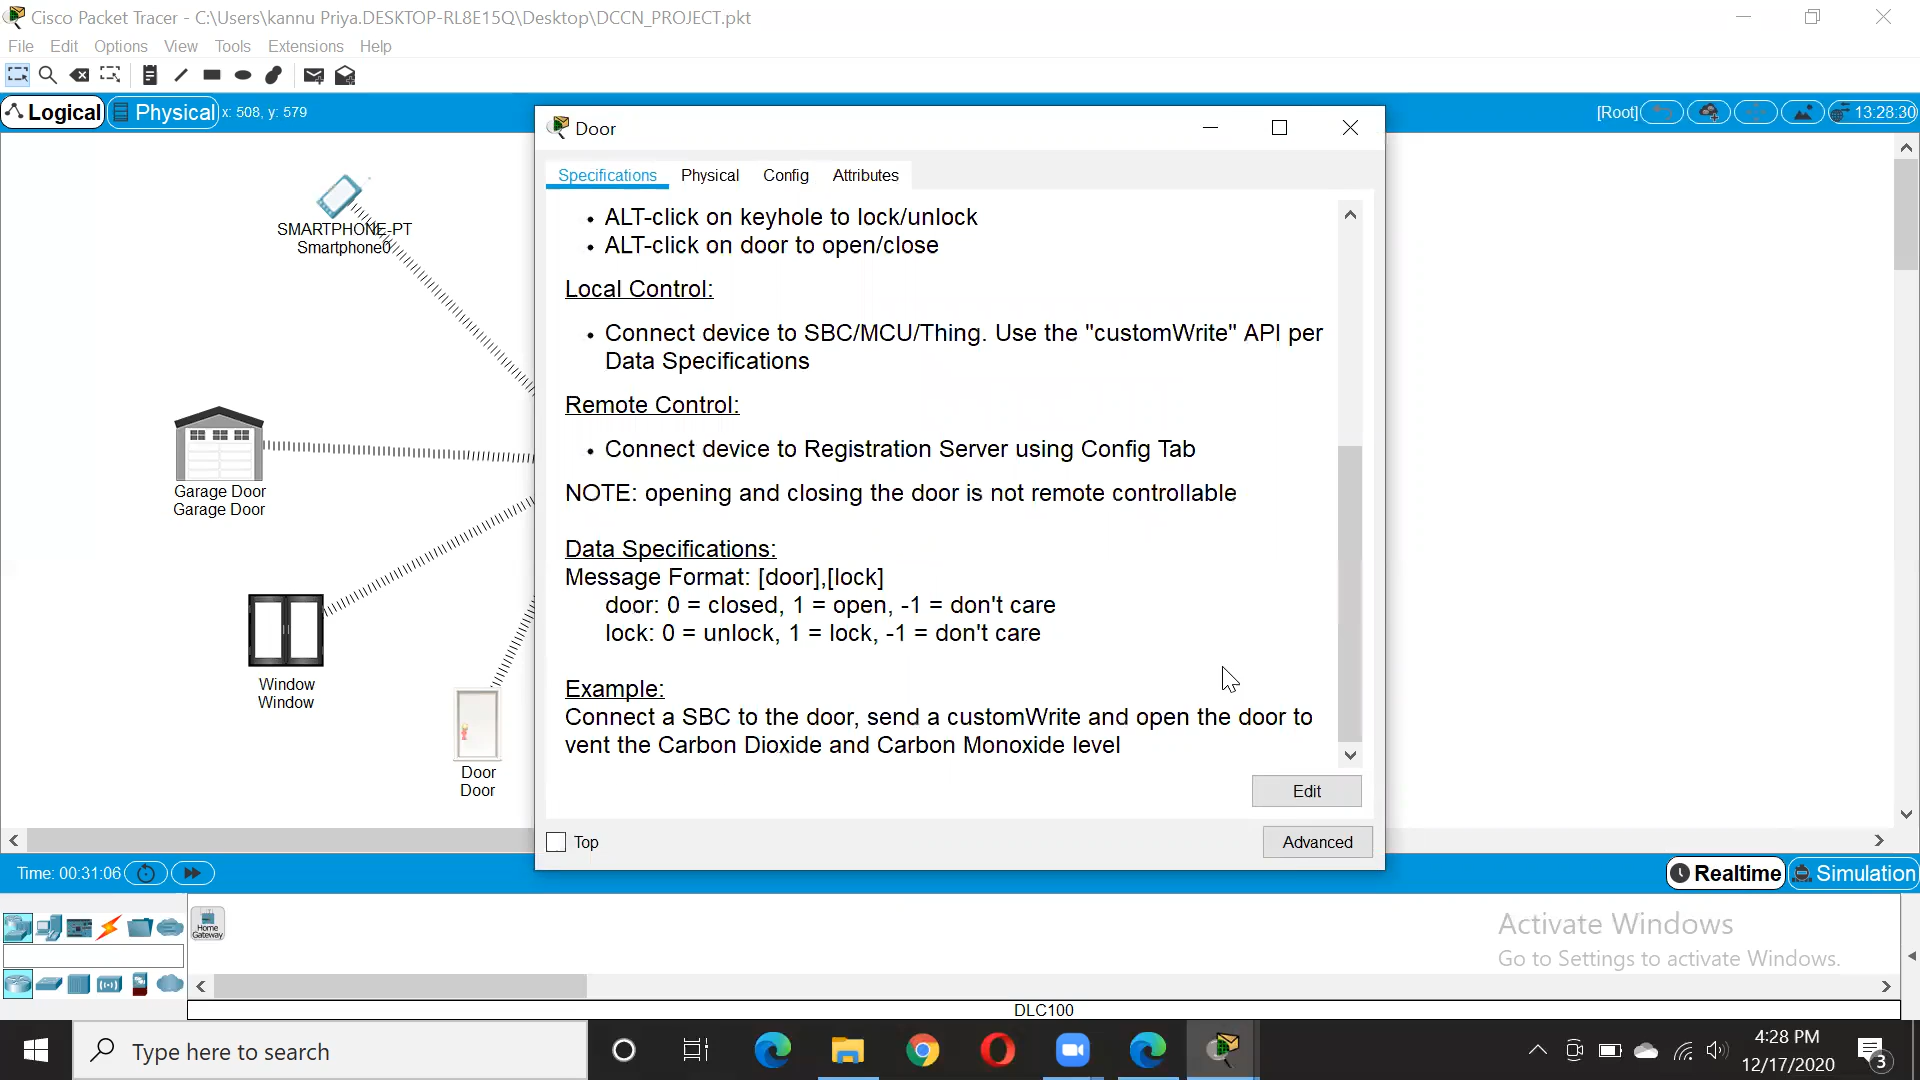 Cisco Packet Tracer - C:\Users\kannu Priya.DESKTOP-RL8E15Q\Desktop\DCCN_PROJECT.pkt
File Edit Options View Tools Extensions Help
Logical Physical x: 508, y: 579 [Root] 13:28:30
Door
Specifications Physical Config Attributes
• ALT-click on keyhole to lock/unlock
• ALT-click on door to open/close
Local Control:
• Connect device to SBC/MCU/Thing. Use the "customWrite" API per
Data Specifications
Remote Control:
• Connect device to Registration Server using Config Tab
NOTE: opening and closing the door is not remote controllable
Data Specifications:
Message Format: [door],[lock]
door: 0 = closed, 1 = open, -1 = don't care
lock: 0 = unlock, 1 = lock, -1 = don't care
Example:
Connect a SBC to the door, send a customWrite and open the door to
vent the Carbon Dioxide and Carbon Monoxide level
Edit
Top Advanced
SMARTPHONE-PT
Smartphone0
Garage Door
Garage Door
Window
Window
Door
Door
Time: 00:31:06 Realtime Simulation
Home
Gateway
Activate Windows
Go to Settings to activate Windows.
DLC100
Type here to search
4:28 PM
12/17/2020
3